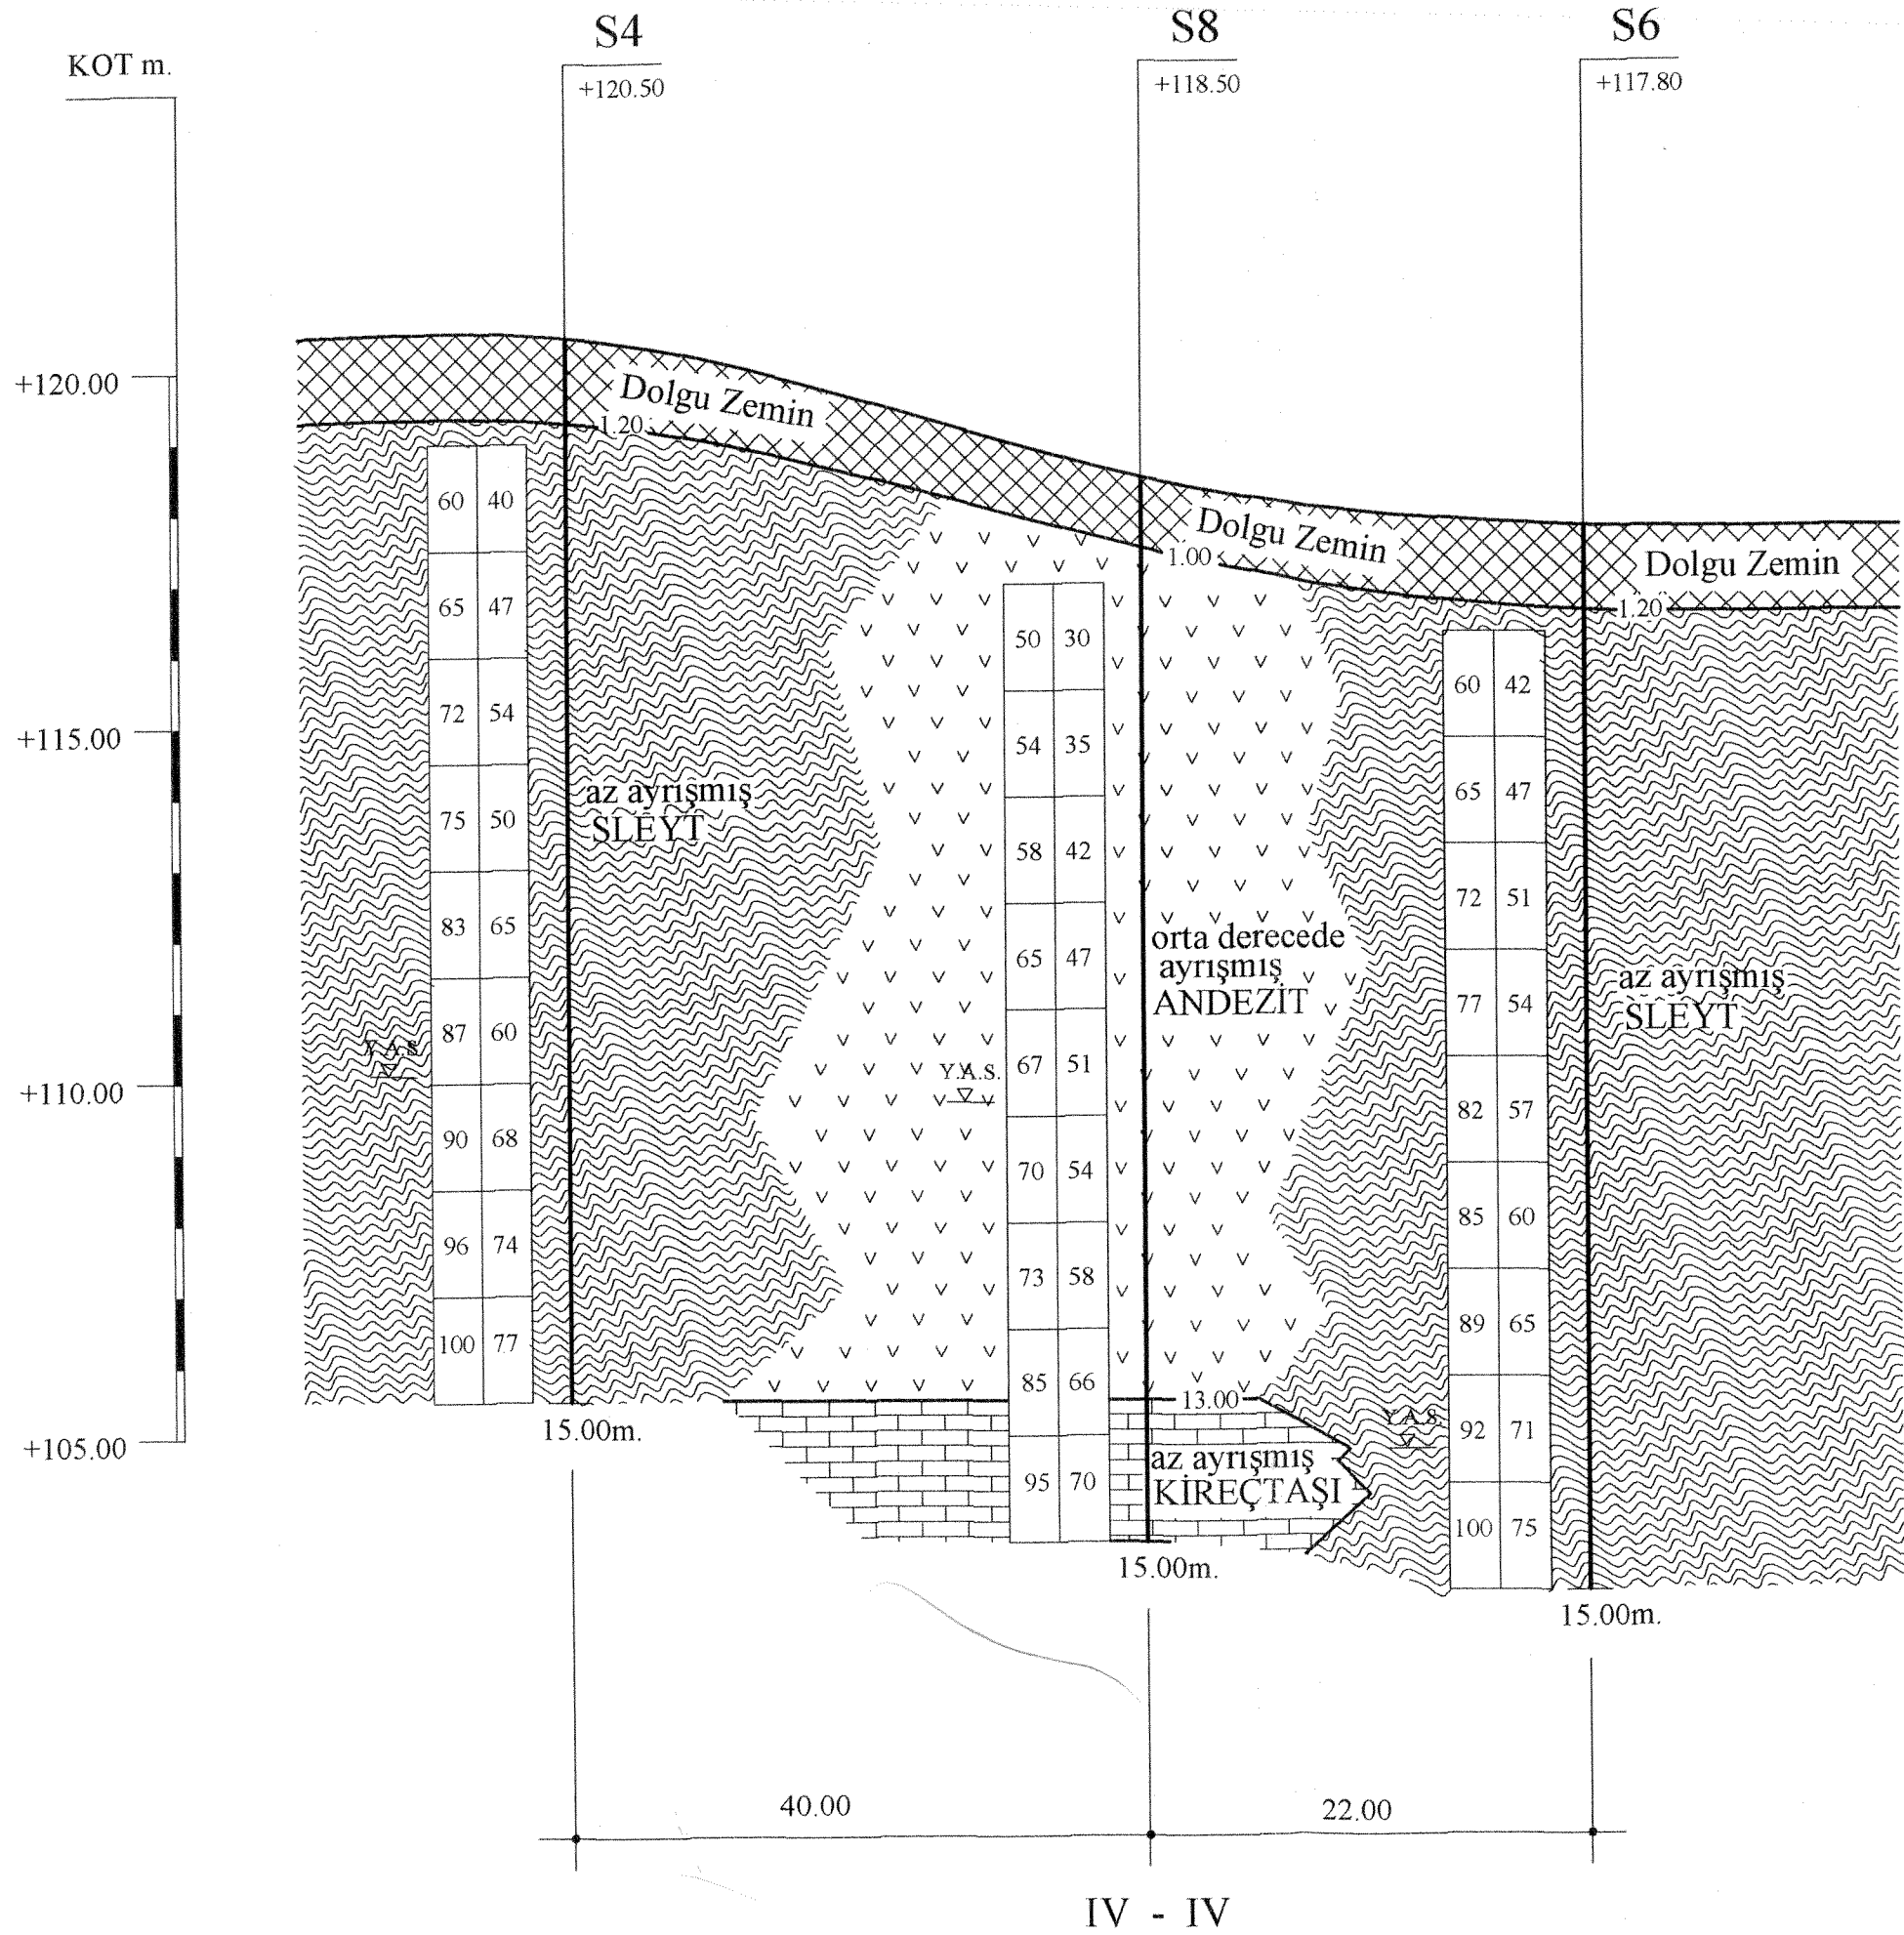 S4
S8
S6
KOT m.
+120.50
+118.50
+117.80
+120.00
+115.00
+110.00
+105.00
Dolgu Zemin
1.20
Dolgu Zemin
1.00
Dolgu Zemin
1.20
60 40
65 47
72 54
75 50
83 65
87 60
90 68
96 74
100 77
Y.A.S.
az ayrışmış
SLEYT
15.00m.
50 30
54 35
58 42
65 47
67 51
70 54
73 58
85 66
95 70
Y.A.S.
orta derecede
ayrışmış
ANDEZİT
13.00
az ayrışmış
KİREÇTAŞI
15.00m.
60 42
65 47
72 51
77 54
82 57
85 60
89 65
92 71
100 75
Y.A.S.
az ayrışmış
SLEYT
15.00m.
40.00
22.00
IV - IV